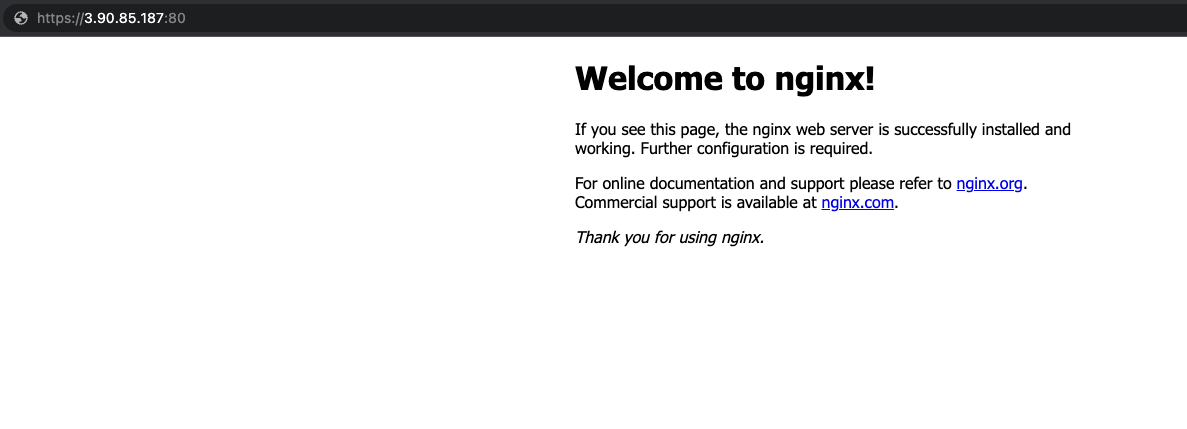 https://3.90.85.187:80
Welcome to nginx!
If you see this page, the nginx web server is successfully installed and
working. Further configuration is required.
For online documentation and support please refer to nginx.org.
Commercial support is available at nginx.com.
Thank you for using nginx.